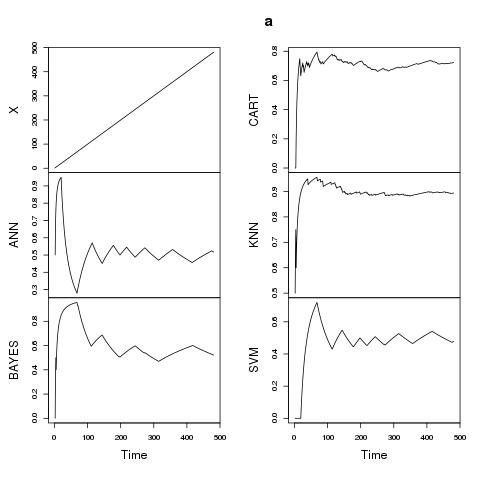 a
X
0 100 200 300 400 500
ANN
0.3 0.4 0.5 0.6 0.7 0.8 0.9
BAYES
0.0 0.2 0.4 0.6 0.8
0 100 200 300 400 500
Time
CART
0.0 0.2 0.4 0.6 0.8
KNN
0.5 0.6 0.7 0.8 0.9
SVM
0.0 0.2 0.4 0.6
0 100 200 300 400 500
Time